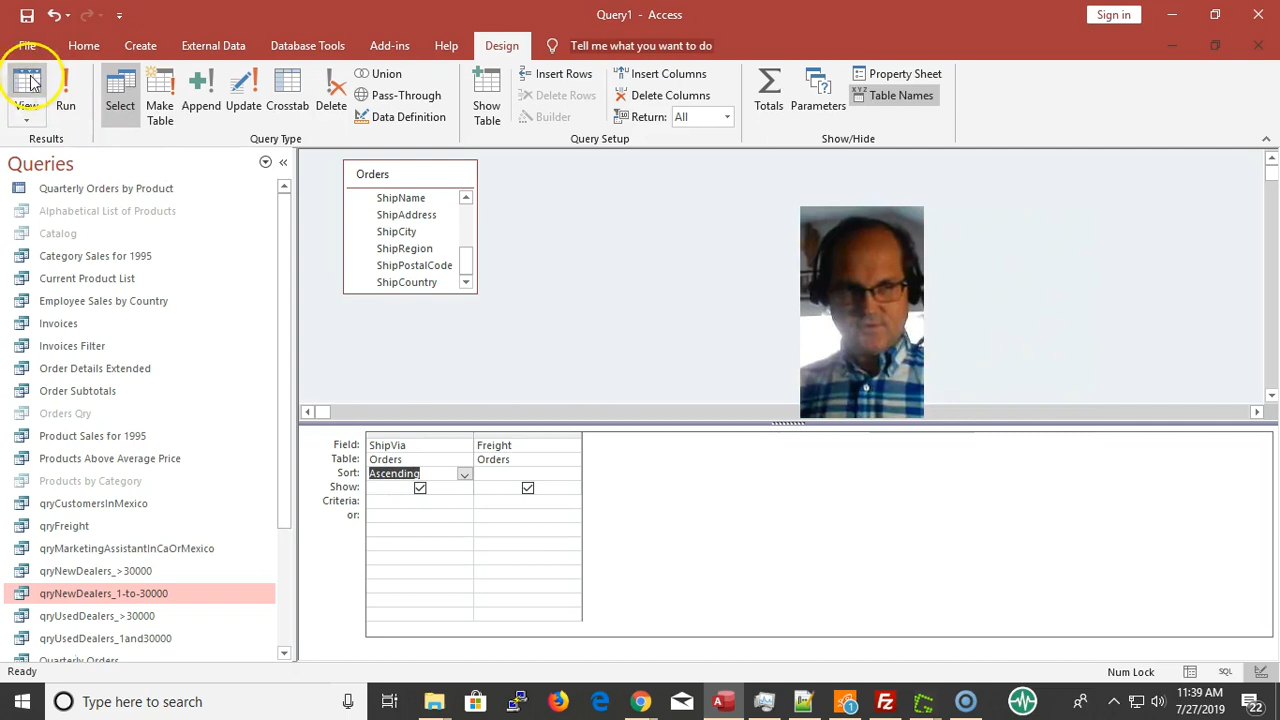 Query1 - Access
Sign in
File
Home
Create
External Data
Database Tools
Add-ins
Help
Design
Tell me what you want to do
View
Run
Select
Make Table
Append
Update
Crosstab
Delete
Union
Pass-Through
Data Definition
Show Table
Insert Rows
Delete Rows
Builder
Insert Columns
Delete Columns
Return: All
Totals
Parameters
Property Sheet
XYZ Table Names
Results
Query Type
Query Setup
Show/Hide
Queries
Quarterly Orders by Product
Alphabetical List of Products
Catalog
Category Sales for 1995
Current Product List
Employee Sales by Country
Invoices
Invoices Filter
Order Details Extended
Order Subtotals
Orders Qry
Product Sales for 1995
Products Above Average Price
Products by Category
qryCustomersInMexico
qryFreight
qryMarketingAssistantInCaOrMexico
qryNewDealers_>30000
qryNewDealers_1-to-30000
qryUsedDealers_>30000
qryUsedDealers_1and30000
Quarterly Orders
Orders
ShipName
ShipAddress
ShipCity
ShipRegion
ShipPostalCode
ShipCountry
Field: ShipVia Freight
Table: Orders Orders
Sort: Ascending
Show:
Criteria:
or:
Ready
Num Lock
SQL
Type here to search
11:39 AM
7/27/2019
22